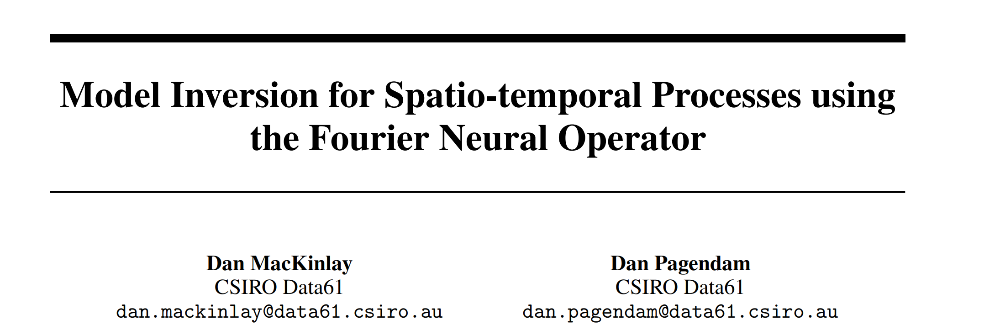 Model Inversion for Spatio-temporal Processes using
the Fourier Neural Operator
Dan MacKinlay
CSIRO Data61
dan.mackinlay@data61.csiro.au
Dan Pagendam
CSIRO Data61
dan.pagendam@data61.csiro.au